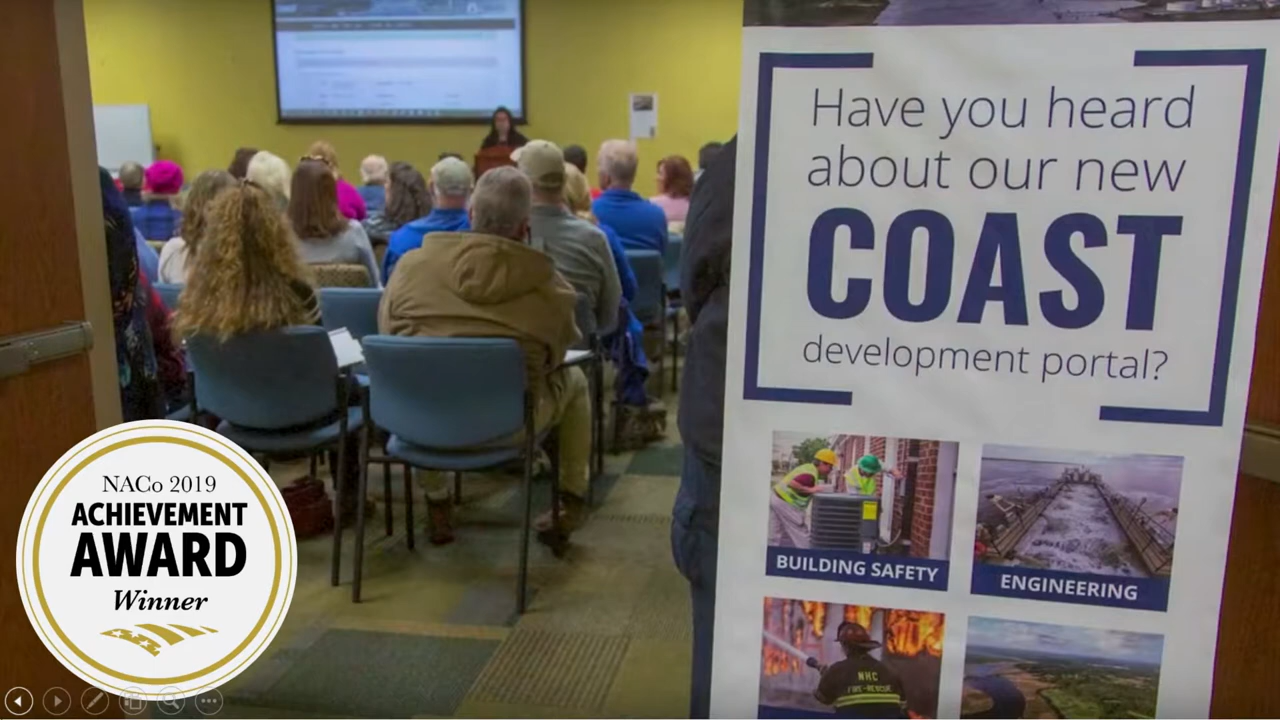 Have you heard
about our new
COAST
development portal?
BUILDING SAFETY
ENGINEERING
NHC
FIRE-RESCUE
NACo 2019
ACHIEVEMENT
AWARD
Winner